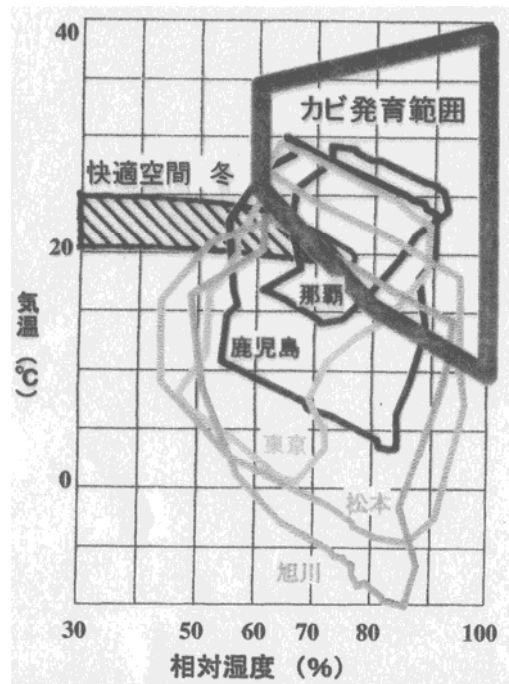 40
カビ発育範囲
快適空間 冬
20
気温(℃)
那覇
鹿児島
東京
0
松本
旭川
30 50 60 70 80 100
相対湿度 (%)